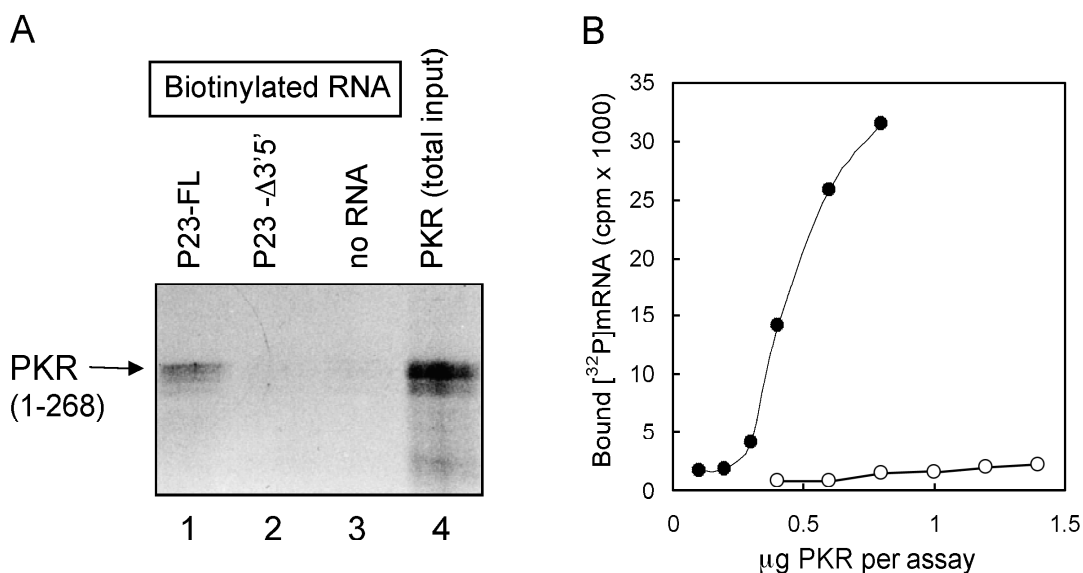 A
Biotinylated RNA
P23-FL
P23 -Δ3'5'
no RNA
PKR (total input)
PKR
(1-268)
1 2 3 4
B
Bound [³²P]mRNA (cpm x 1000)
35
30
25
20
15
10
5
0
0 0.5 1 1.5
µg PKR per assay